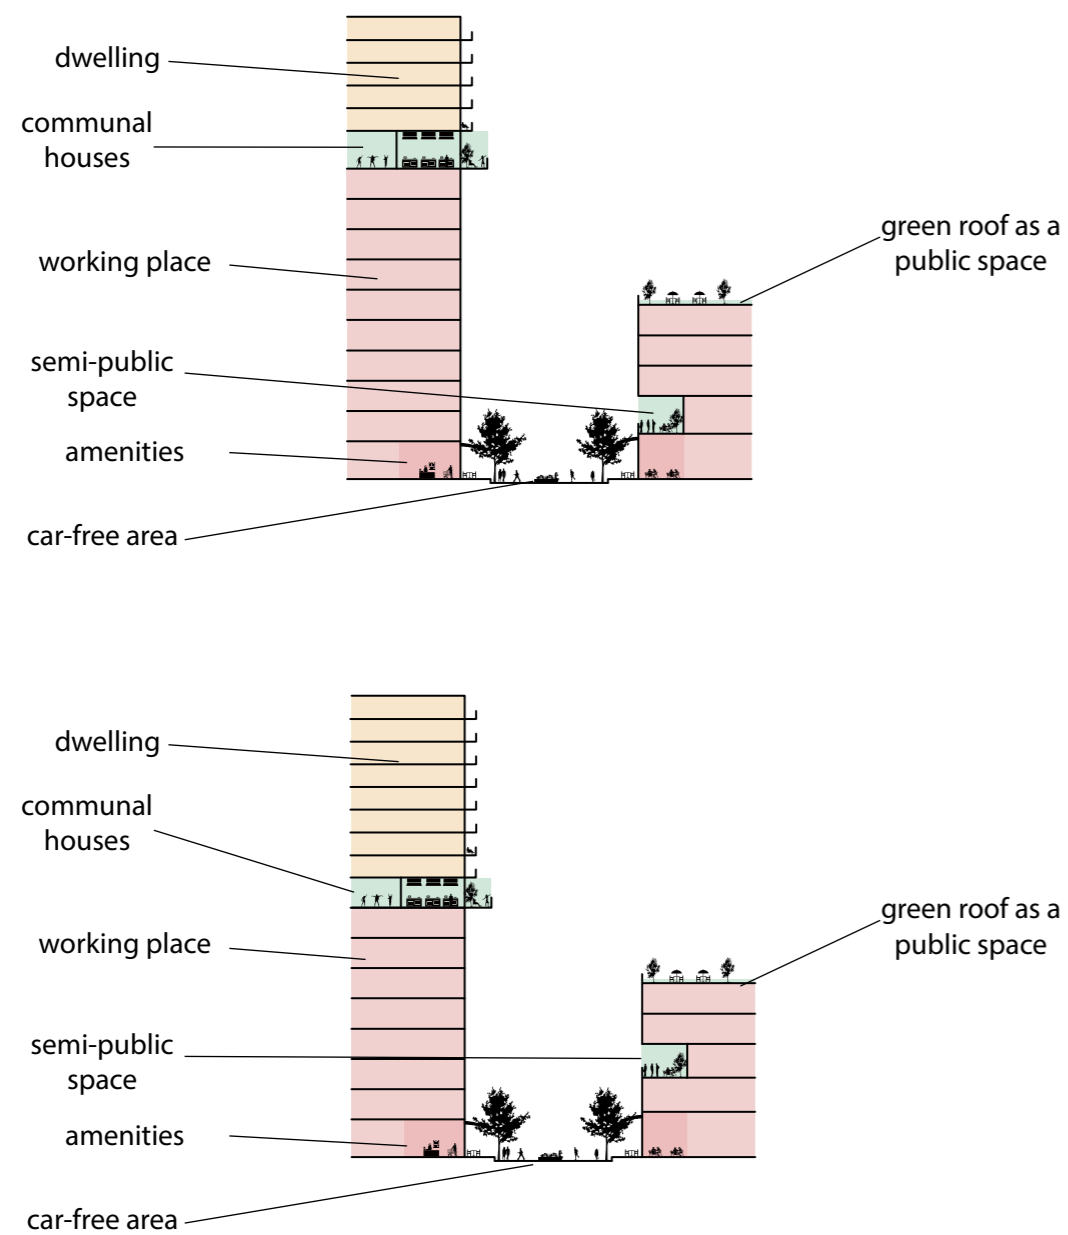 dwelling
communal
houses
working place
green roof as a
public space
semi-public
space
amenities
car-free area
dwelling
communal
houses
working place
green roof as a
public space
semi-public
space
amenities
car-free area